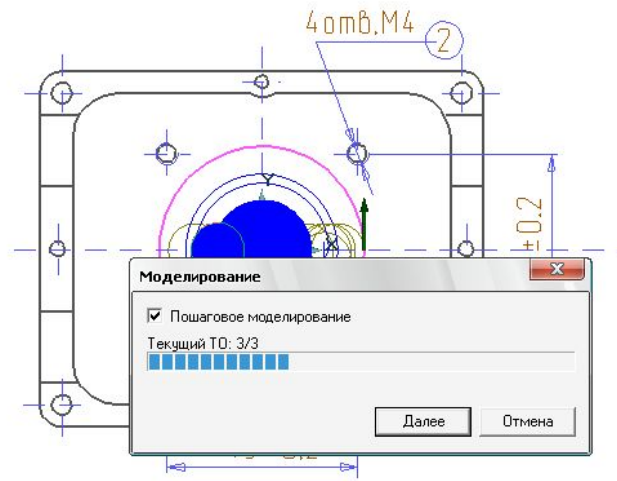 4отв.М4
2
Y
±0.2
X
Моделирование
Пошаговое моделирование
Текущий ТО: 3/3
Далее
Отмена